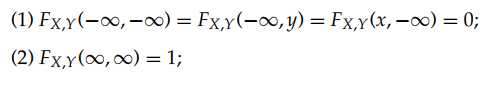 (1) F_{X,Y}(−∞, −∞) = F_{X,Y}(−∞, y) = F_{X,Y}(x, −∞) = 0;
(2) F_{X,Y}(∞, ∞) = 1;